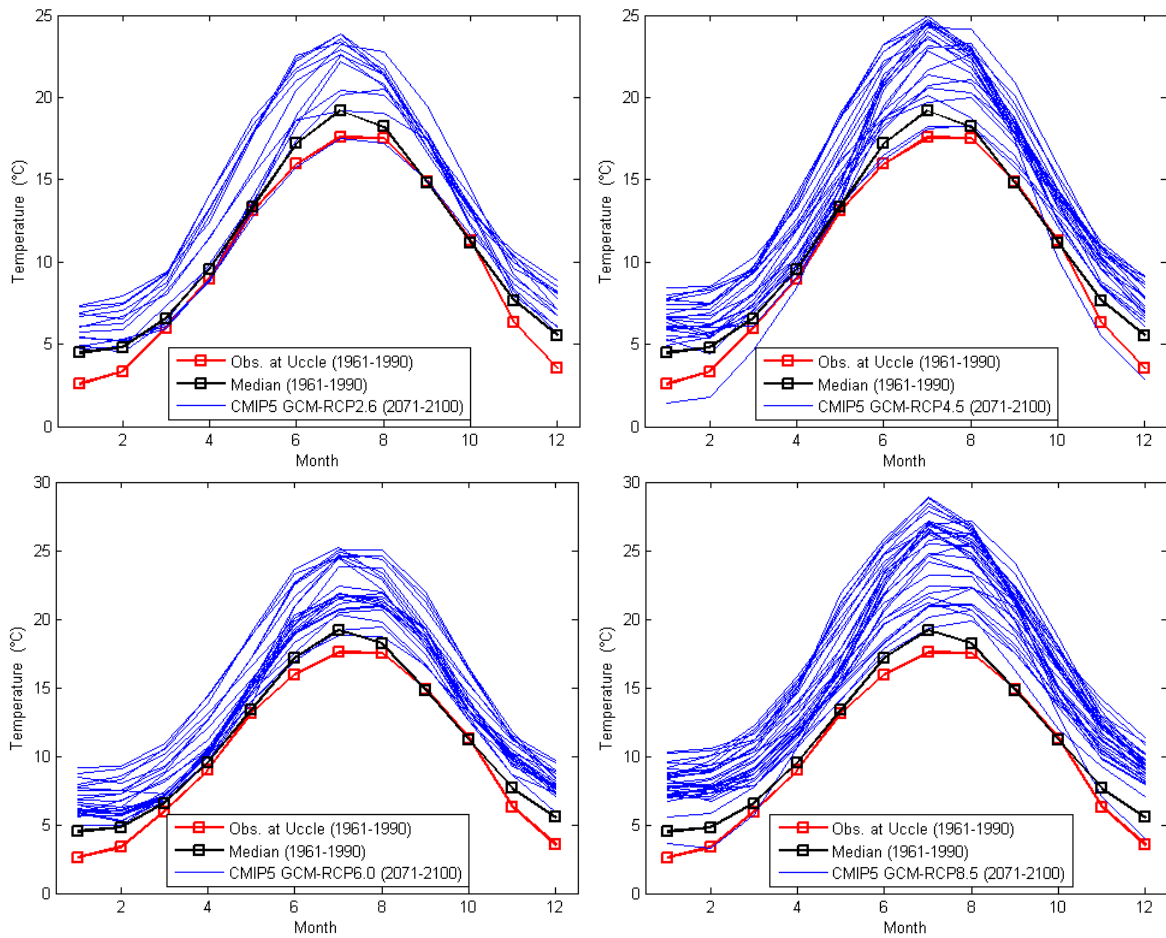 25
20
15
10
5
0
Temperature (°C)
Obs. at Uccle (1961-1990)
Median (1961-1990)
CMIP5 GCM-RCP2.6 (2071-2100)
2 4 6 8 10 12
Month
25
20
15
10
5
0
Temperature (°C)
Obs. at Uccle (1961-1990)
Median (1961-1990)
CMIP5 GCM-RCP4.5 (2071-2100)
2 4 6 8 10 12
Month
30
25
20
15
10
5
0
Temperature (°C)
Obs. at Uccle (1961-1990)
Median (1961-1990)
CMIP5 GCM-RCP6.0 (2071-2100)
2 4 6 8 10 12
Month
30
25
20
15
10
5
0
Temperature (°C)
Obs. at Uccle (1961-1990)
Median (1961-1990)
CMIP5 GCM-RCP8.5 (2071-2100)
2 4 6 8 10 12
Month